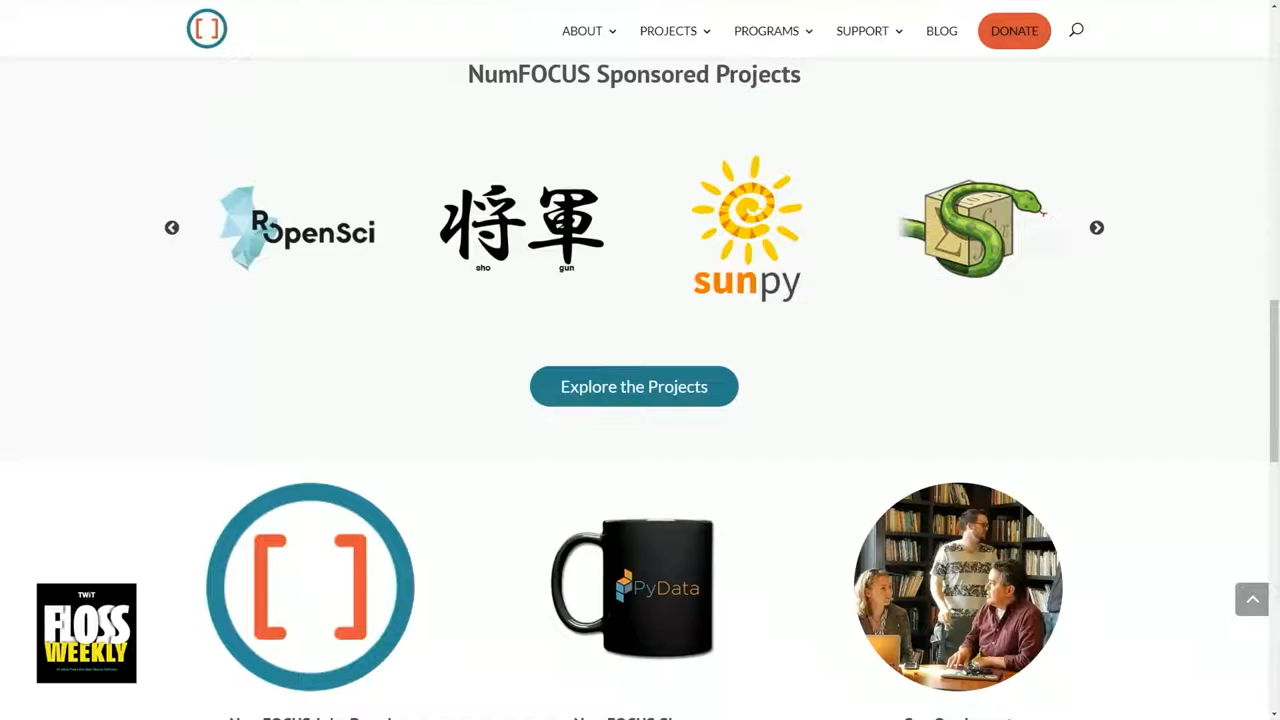 ABOUT PROJECTS PROGRAMS SUPPORT BLOG DONATE
NumFOCUS Sponsored Projects
ROpenSci
将軍
sho gun
sunpy
Explore the Projects
[ ]
PyData
TWiT
FLOSS
WEEKLY